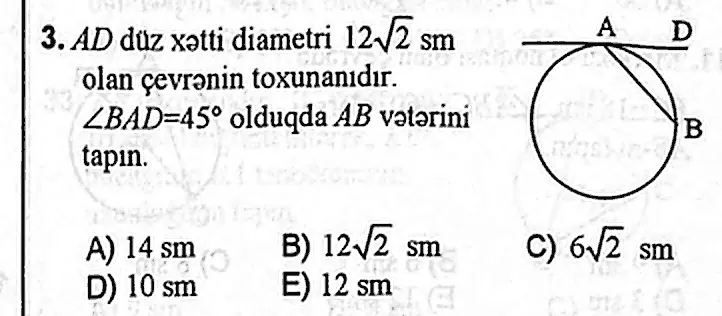 3. AD düz xətti diametri 12√2 sm
olan çevrənin toxunanıdır.
∠BAD=45° olduqda AB vətərini
tapın.
A D
B
A) 14 sm B) 12√2 sm C) 6√2 sm
D) 10 sm E) 12 sm